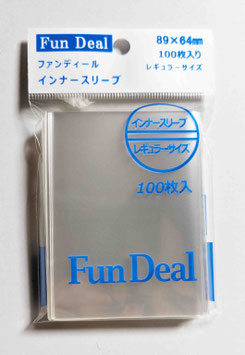 Fun Deal
ファンディール
インナースリーブ
89×64mm
100枚入り
レギュラーサイズ
インナースリーブ
レギュラーサイズ
100枚入
Fun Deal